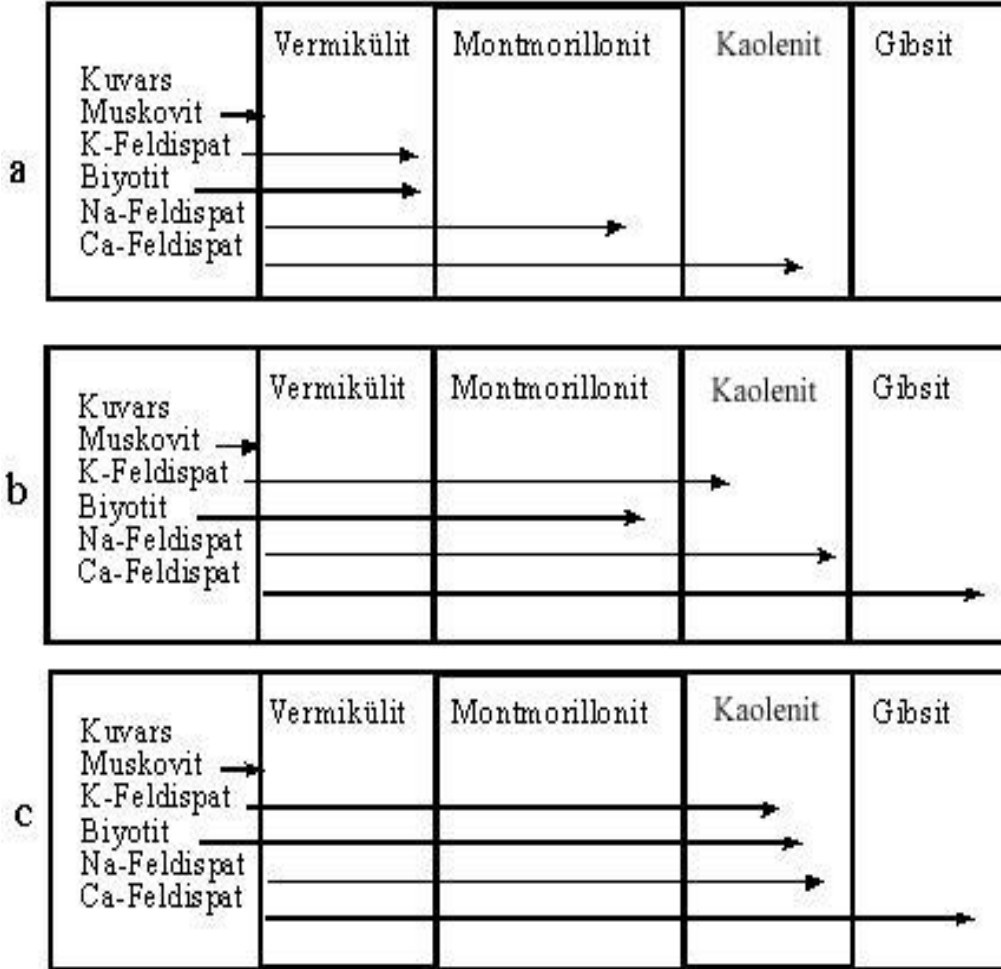 Vermikülit Montmorillonit Kaolenit Gibsit
Kuvars
Muskovit
K-Feldispat
a
Biyotit
Na-Feldispat
Ca-Feldispat
Vermikülit Montmorillonit Kaolenit Gibsit
Kuvars
Muskovit
K-Feldispat
b
Biyotit
Na-Feldispat
Ca-Feldispat
Vermikülit Montmorillonit Kaolenit Gibsit
Kuvars
Muskovit
K-Feldispat
c
Biyotit
Na-Feldispat
Ca-Feldispat